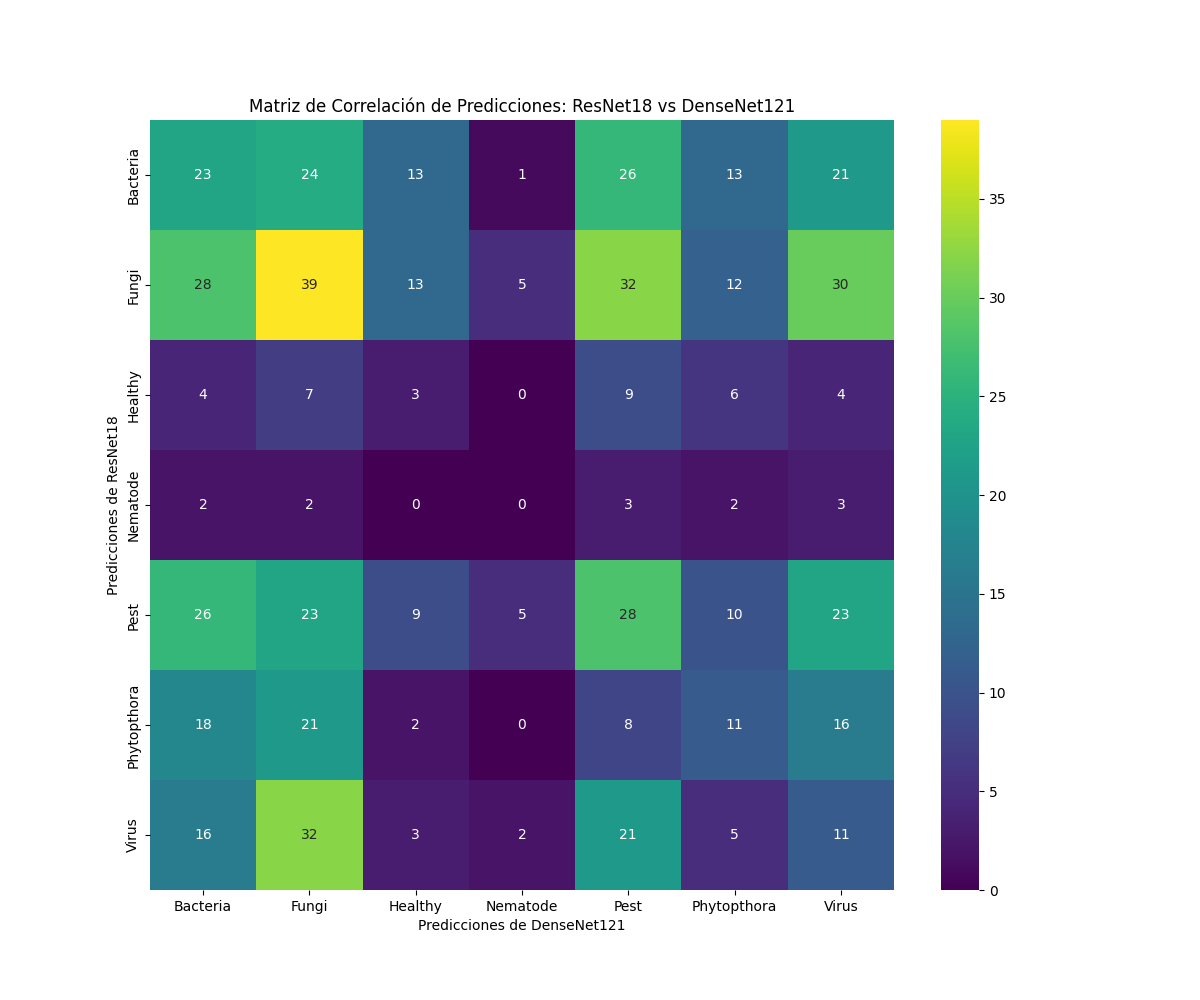 Matriz de Correlación de Predicciones: ResNet18 vs DenseNet121
Predicciones de ResNet18
Bacteria 23 24 13 1 26 13 21
Fungi 28 39 13 5 32 12 30
Healthy 4 7 3 0 9 6 4
Nematode 2 2 0 0 3 2 3
Pest 26 23 9 5 28 10 23
Phytopthora 18 21 2 0 8 11 16
Virus 16 32 3 2 21 5 11
Bacteria Fungi Healthy Nematode Pest Phytopthora Virus
Predicciones de DenseNet121
35
30
25
20
15
10
5
0